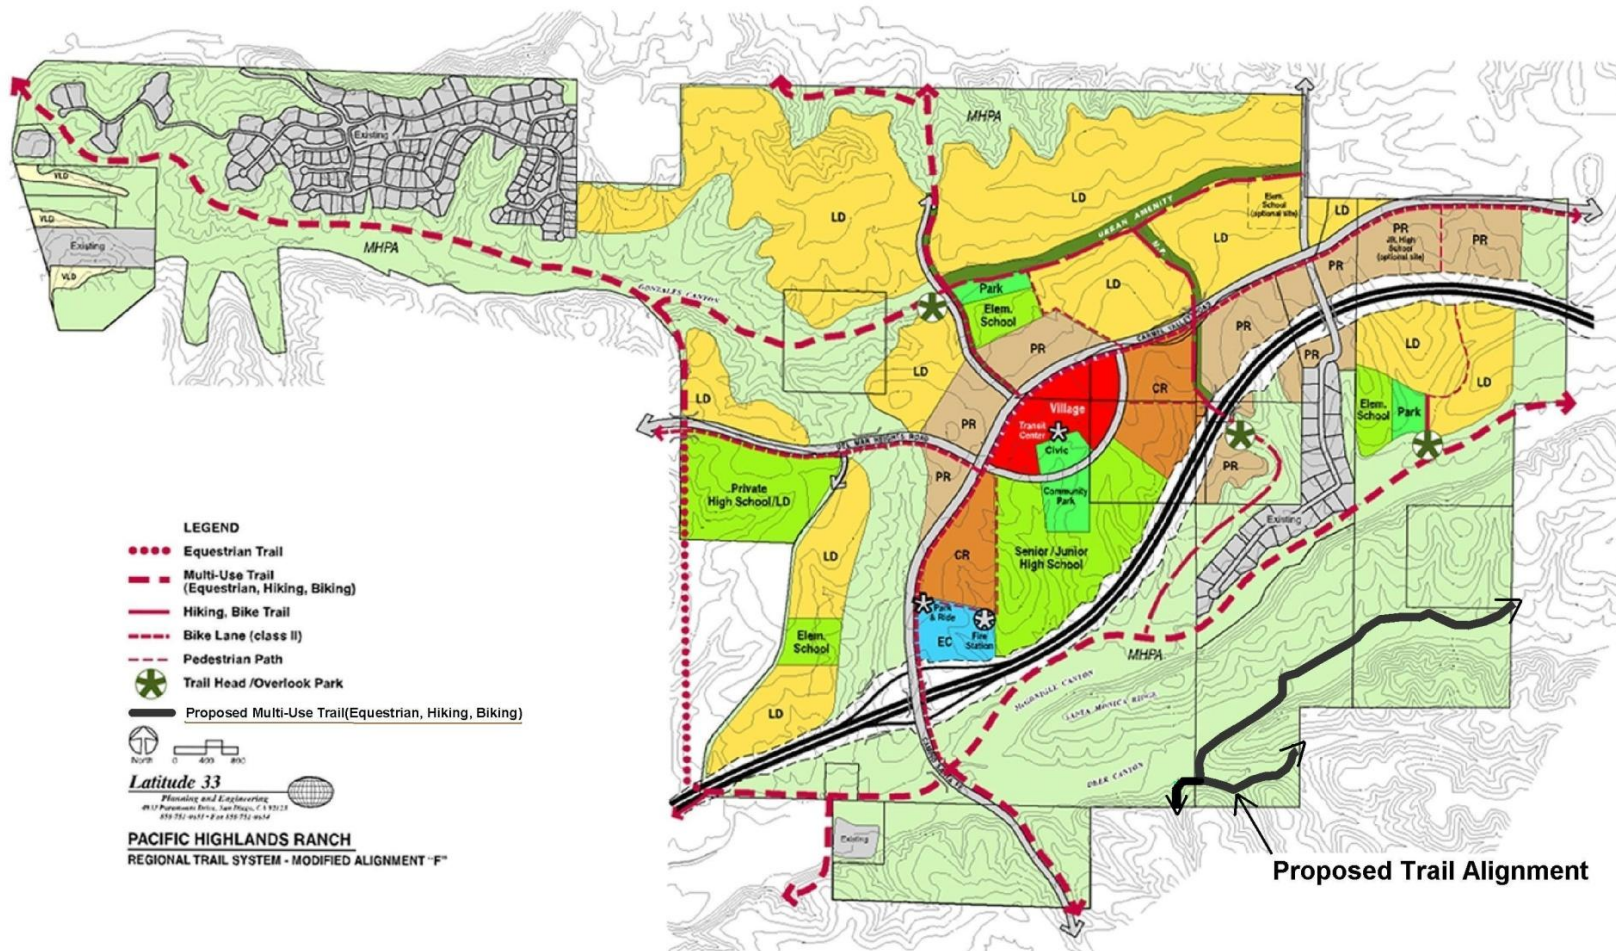 MHPA
Existing
VLD
VLD
Existing
VLD
MHPA
GONZALES CANYON
LD
LD
URBAN AMENITY
Elem.
School
(optional site)
LD
LD
PR
Jr. High
School
(optional site)
PR
PR
Park
Elem.
School
LD
CARMEL VALLEY ROAD
PR
PR
PR
LD
LD
LD
LD
CR
Village
Transit
Center
Civic
Elem.
School
Park
PR
DEL MAR HEIGHTS ROAD
PR
PR
Private
High School/LD
Community
Park
Existing
LD
CR
Senior/Junior
High School
Park
& Ride
Fire
Station
EC
Elem.
School
MHPA
McGONIGLE CANYON
SANTA MONICA RIDGE
LD
DEER CANYON
Existing
LEGEND
Equestrian Trail
Multi-Use Trail
(Equestrian, Hiking, Biking)
Hiking, Bike Trail
Bike Lane (class II)
Pedestrian Path
Trail Head /Overlook Park
Proposed Multi-Use Trail(Equestrian, Hiking, Biking)
North
0 400 800
Latitude 33
Planning and Engineering
PACIFIC HIGHLANDS RANCH
REGIONAL TRAIL SYSTEM - MODIFIED ALIGNMENT "F"
Proposed Trail Alignment